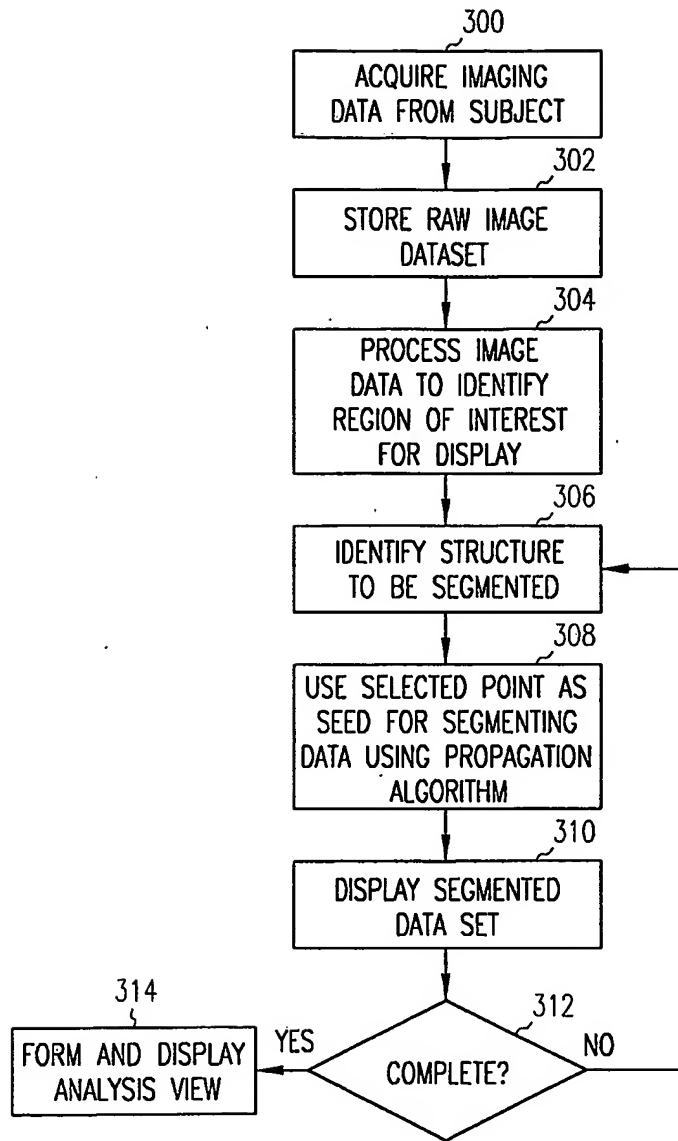 300
ACQUIRE IMAGING
DATA FROM SUBJECT
302
STORE RAW IMAGE
DATASET
304
PROCESS IMAGE
DATA TO IDENTIFY
REGION OF INTEREST
FOR DISPLAY
306
IDENTIFY STRUCTURE
TO BE SEGMENTED
308
USE SELECTED POINT AS
SEED FOR SEGMENTING
DATA USING PROPAGATION
ALGORITHM
310
DISPLAY SEGMENTED
DATA SET
312
COMPLETE?
YES
NO
314
FORM AND DISPLAY
ANALYSIS VIEW